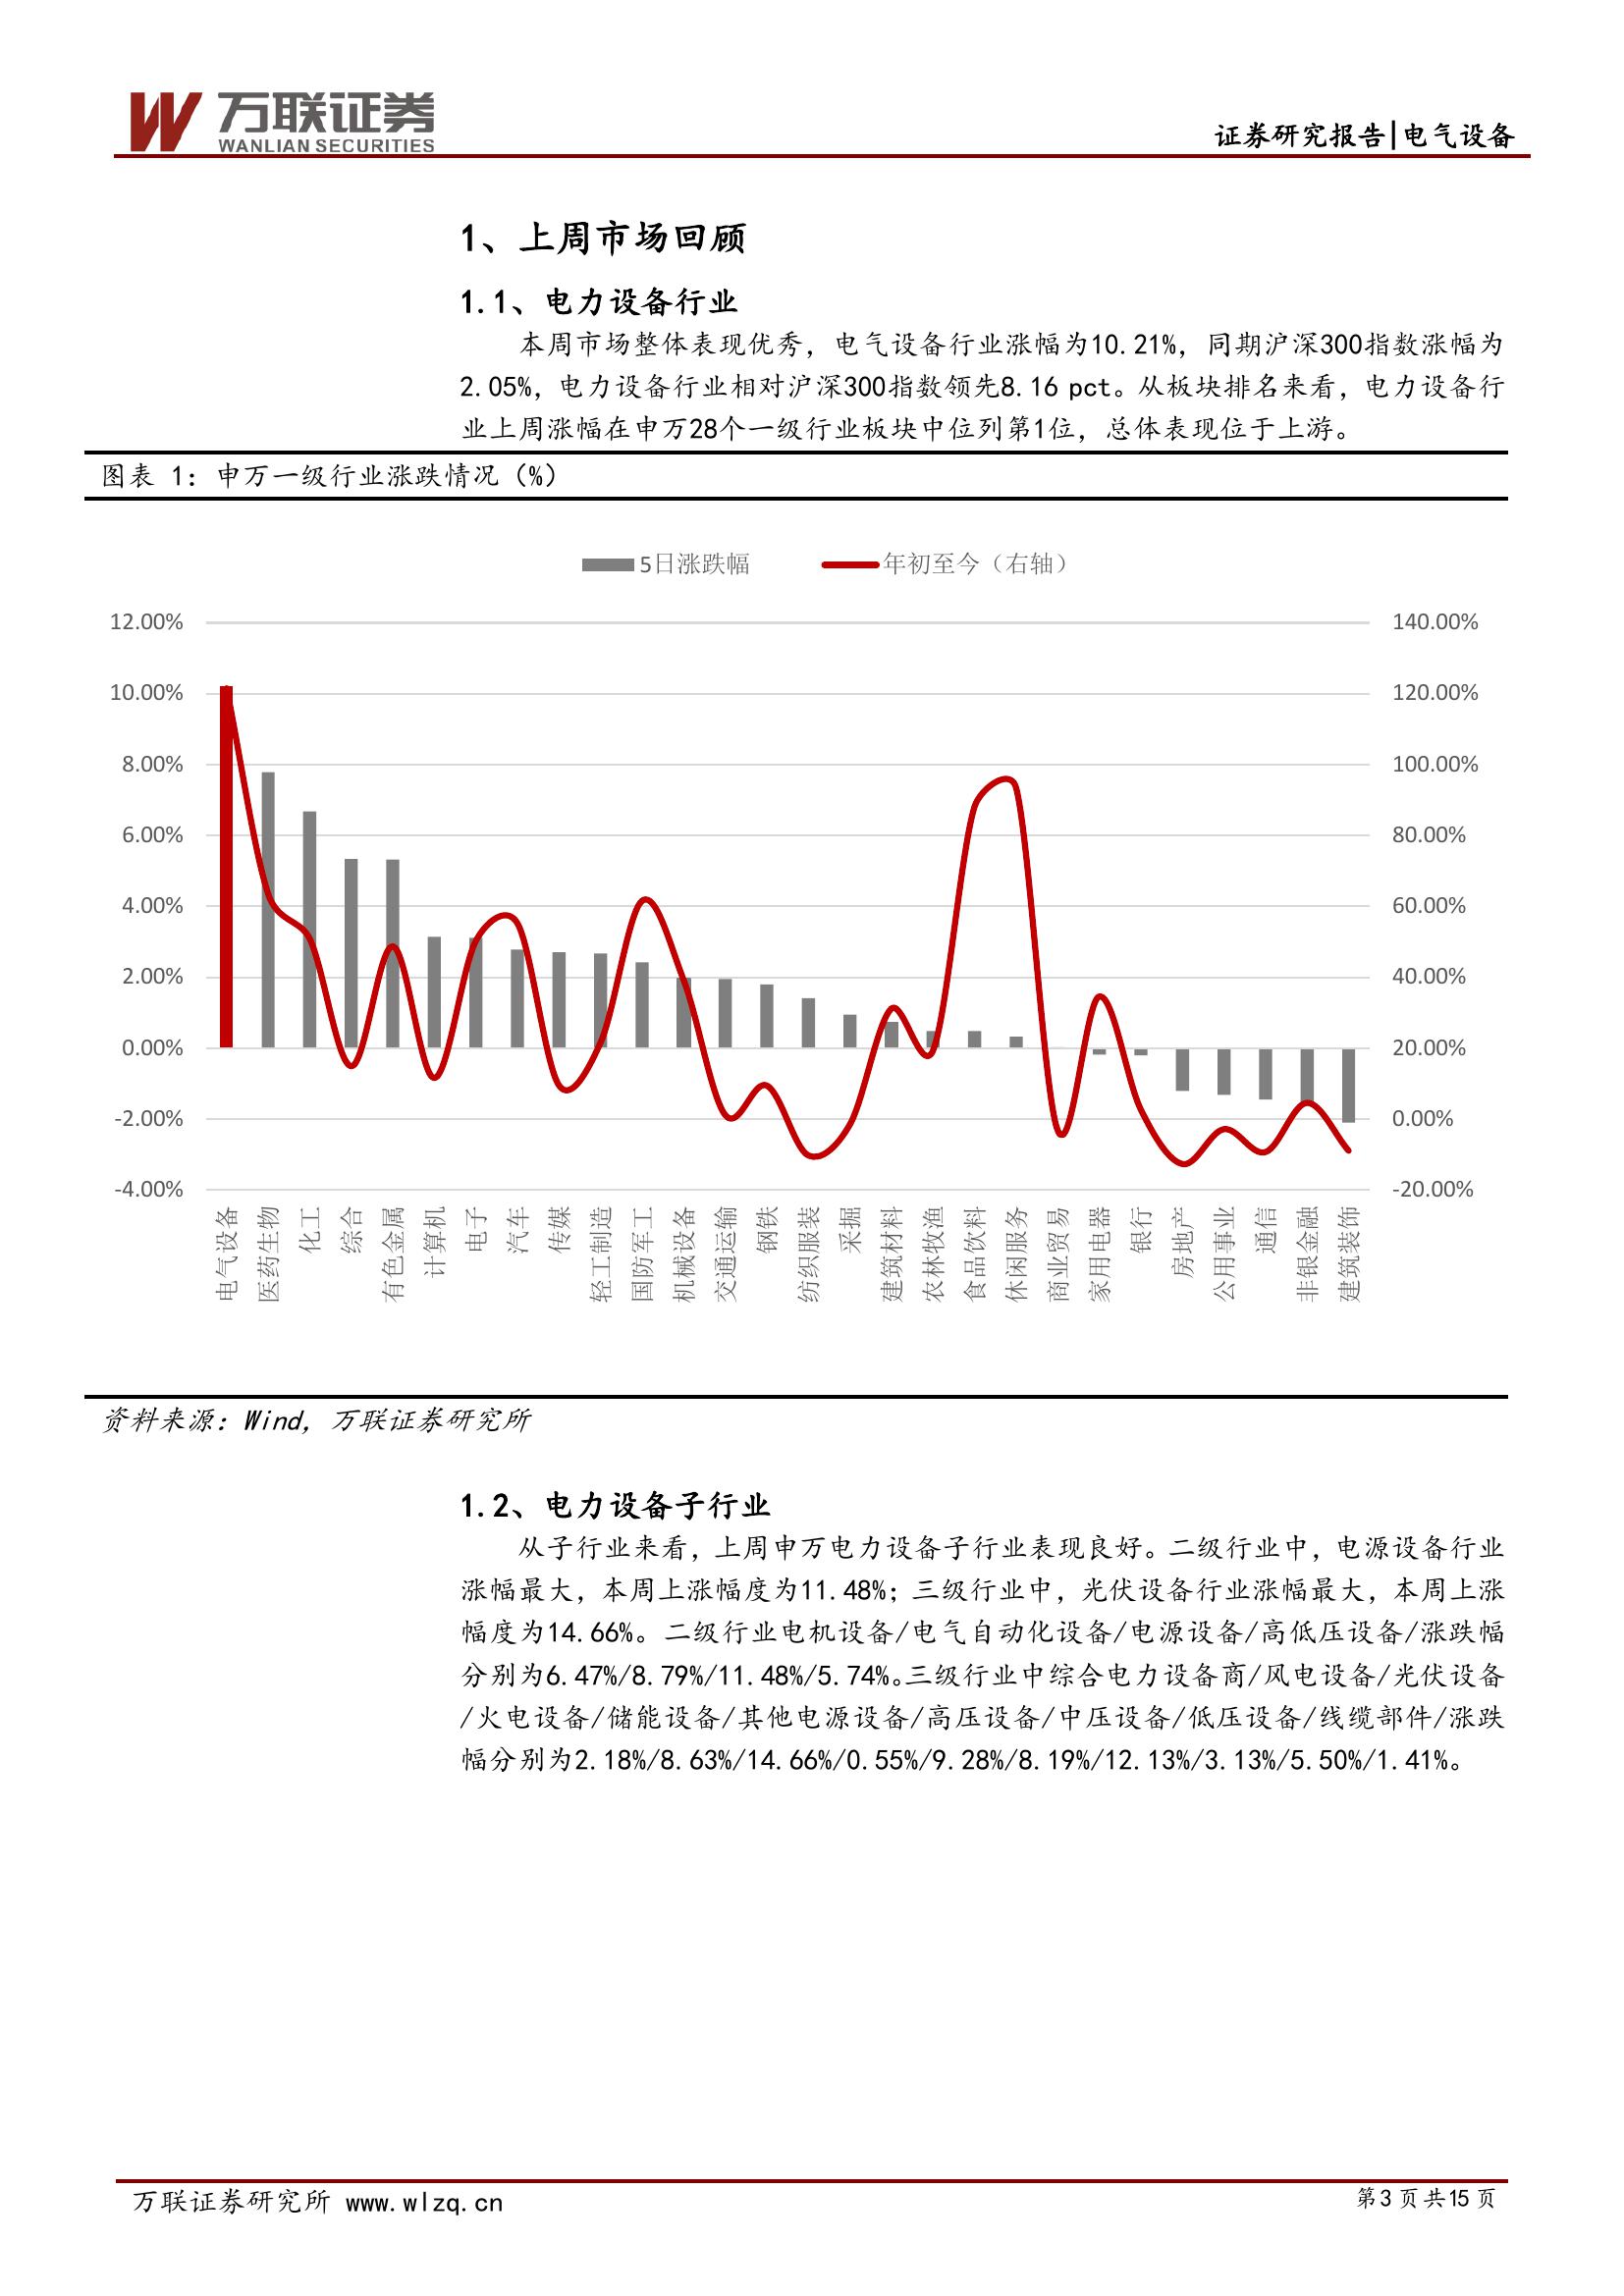 万联证券
WANLIAN SECURITIES
证券研究报告|电气设备
1、上周市场回顾
1.1、电力设备行业
本周市场整体表现优秀，电气设备行业涨幅为10.21%，同期沪深300指数涨幅为
2.05%，电力设备行业相对沪深300指数领先8.16 pct。从板块排名来看，电力设备行
业上周涨幅在申万28个一级行业板块中位列第1位，总体表现位于上游。
图表 1：申万一级行业涨跌情况（%）
5日涨跌幅 年初至今（右轴）
12.00% 140.00%
10.00% 120.00%
8.00% 100.00%
6.00% 80.00%
4.00% 60.00%
2.00% 40.00%
0.00% 20.00%
-2.00% 0.00%
-4.00% -20.00%
电气设备
医药生物
化工
综合
有色金属
计算机
电子
汽车
传媒
轻工制造
国防军工
机械设备
交通运输
钢铁
纺织服装
采掘
建筑材料
农林牧渔
食品饮料
休闲服务
商业贸易
家用电器
银行
房地产
公用事业
通信
非银金融
建筑装饰
资料来源：Wind，万联证券研究所
1.2、电力设备子行业
从子行业来看，上周申万电力设备子行业表现良好。二级行业中，电源设备行业
涨幅最大，本周上涨幅度为11.48%；三级行业中，光伏设备行业涨幅最大，本周上涨
幅度为14.66%。二级行业电机设备/电气自动化设备/电源设备/高低压设备/涨跌幅
分别为6.47%/8.79%/11.48%/5.74%。三级行业中综合电力设备商/风电设备/光伏设备
/火电设备/储能设备/其他电源设备/高压设备/中压设备/低压设备/线缆部件/涨跌
幅分别为2.18%/8.63%/14.66%/0.55%/9.28%/8.19%/12.13%/3.13%/5.50%/1.41%。
万联证券研究所 www.wlzq.cn 第3页共15页